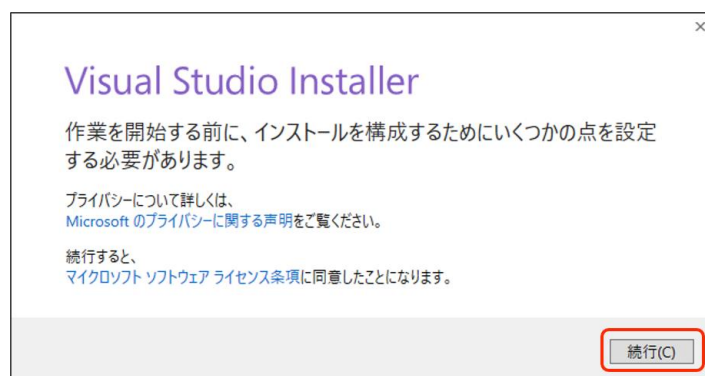 Visual Studio Installer
作業を開始する前に、インストールを構成するためにいくつかの点を設定
する必要があります。
プライバシーについて詳しくは、
Microsoft のプライバシーに関する声明をご覧ください。
続行すると、
マイクロソフト ソフトウェア ライセンス条項に同意したことになります。
続行(C)